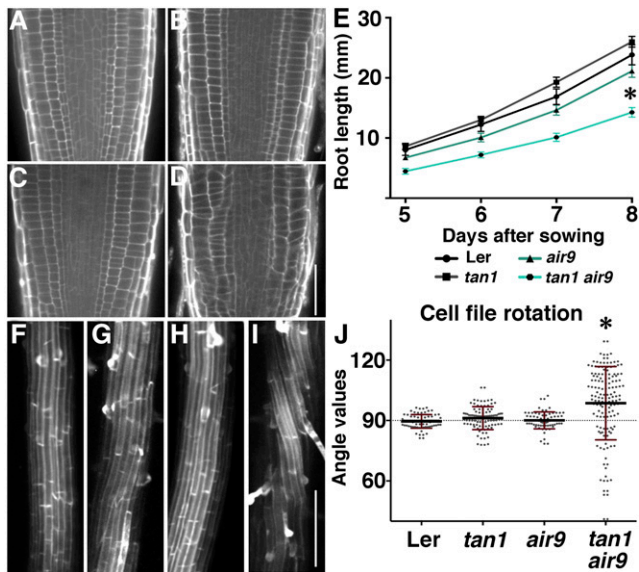 A
B
C
D
E
Root length (mm)
30
20
10
*
5 6 7 8
Days after sowing
Ler air9
tan1 tan1 air9
F
G
H
I
J
Cell file rotation
*
Angle values
120
90
60
Ler tan1 air9 tan1
air9